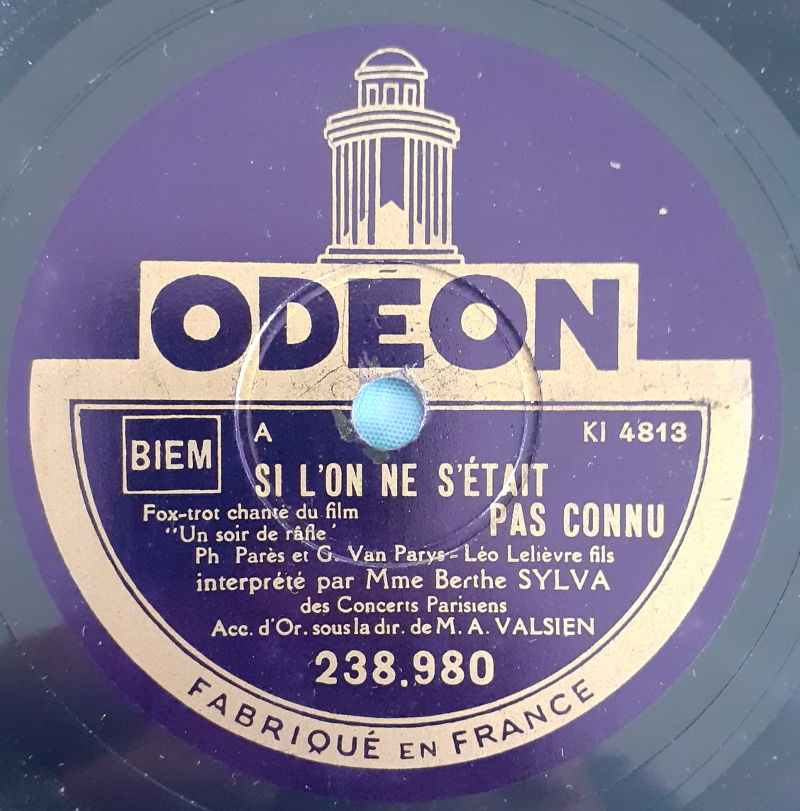 ODÉON
BIEM
A
KI 4813
SI L'ON NE S'ÉTAIT
PAS CONNU
Fox-trot chanté du film
"Un soir de râfle"
Ph Parès et G. Van Parys - Léo Lelièvre fils
interprété par Mme Berthe SYLVA
des Concerts Parisiens
Acc. d'Or. sous la dir. de M. A. VALSIEN
238.980
FABRIQUÉ EN FRANCE